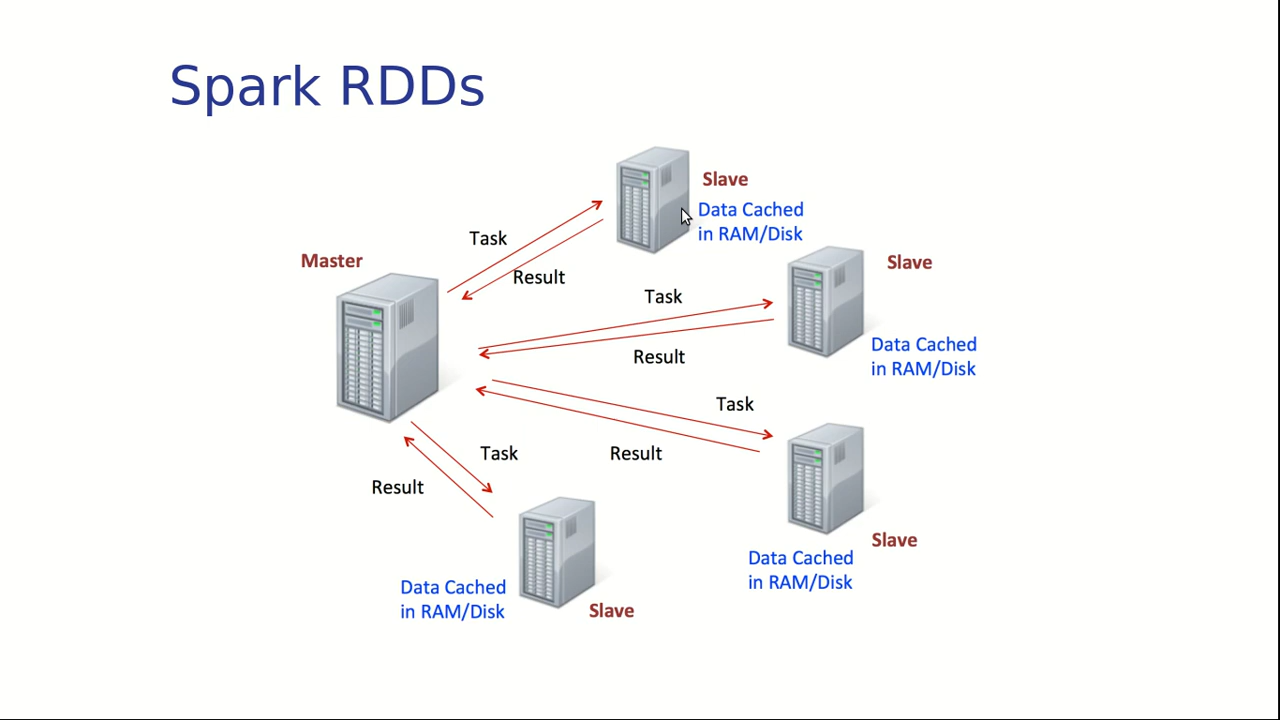 Spark RDDs
Slave
Data Cached
in RAM/Disk
Task
Master
Result
Slave
Task
Data Cached
in RAM/Disk
Result
Task
Task
Result
Result
Slave
Data Cached
in RAM/Disk
Data Cached
in RAM/Disk
Slave